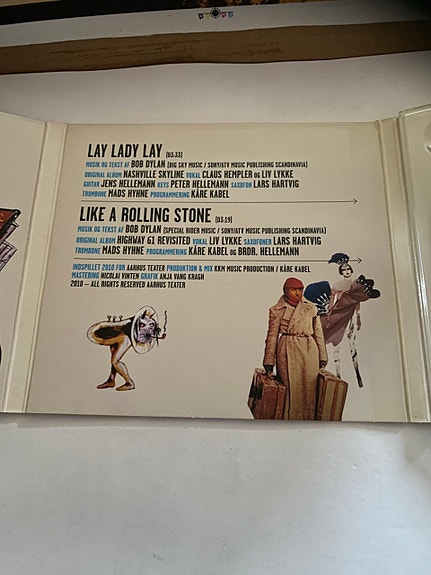 LAY LADY LAY [03.33]
MUSIK OG TEKST AF BOB DYLAN (BIG SKY MUSIC / SONY/ATV MUSIC PUBLISHING SCANDINAVIA)
ORIGINAL ALBUM NASHVILLE SKYLINE VOKAL CLAUS HEMPLER OG LIV LYKKE
GUITAR JENS HELLEMANN KEYS PETER HELLEMANN SAXOFON LARS HARTVIG
TROMBONE MADS HYHNE PROGRAMMERING KÅRE KABEL
LIKE A ROLLING STONE [03.19]
MUSIK OG TEKST AF BOB DYLAN (SPECIAL RIDER MUSIC / SONY/ATV MUSIC PUBLISHING SCANDINAVIA)
ORIGINAL ALBUM HIGHWAY 61 REVISITED VOKAL LIV LYKKE SAXOFONER LARS HARTVIG
TROMBONE MADS HYHNE PROGRAMMERING KÅRE KABEL OG BRDR. HELLEMANN
INDSPILLET 2010 FOR AARHUS TEATER PRODUKTION & MIX KKM MUSIC PRODUCTION / KÅRE KABEL
MASTERING NICOLAI VINTEN GRAFIK ANJA VANG KRAGH
2010 – ALL RIGHTS RESERVED AARHUS TEATER